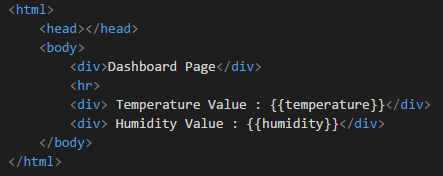 <html>
    <head></head>
    <body>
        <div>Dashboard Page</div>
        <hr>
        <div> Temperature Value : {{temperature}}</div>
        <div> Humidity Value : {{humidity}}</div>
    </body>
</html>